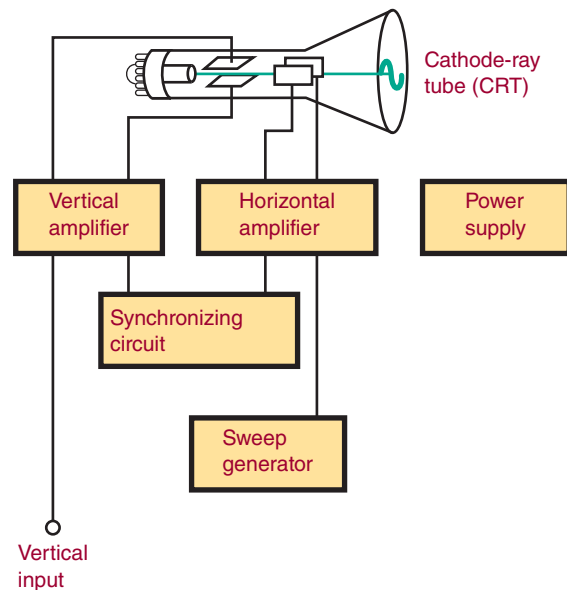 Cathode-ray
tube (CRT)
Vertical
amplifier
Horizontal
amplifier
Power
supply
Synchronizing
circuit
Sweep
generator
Vertical
input